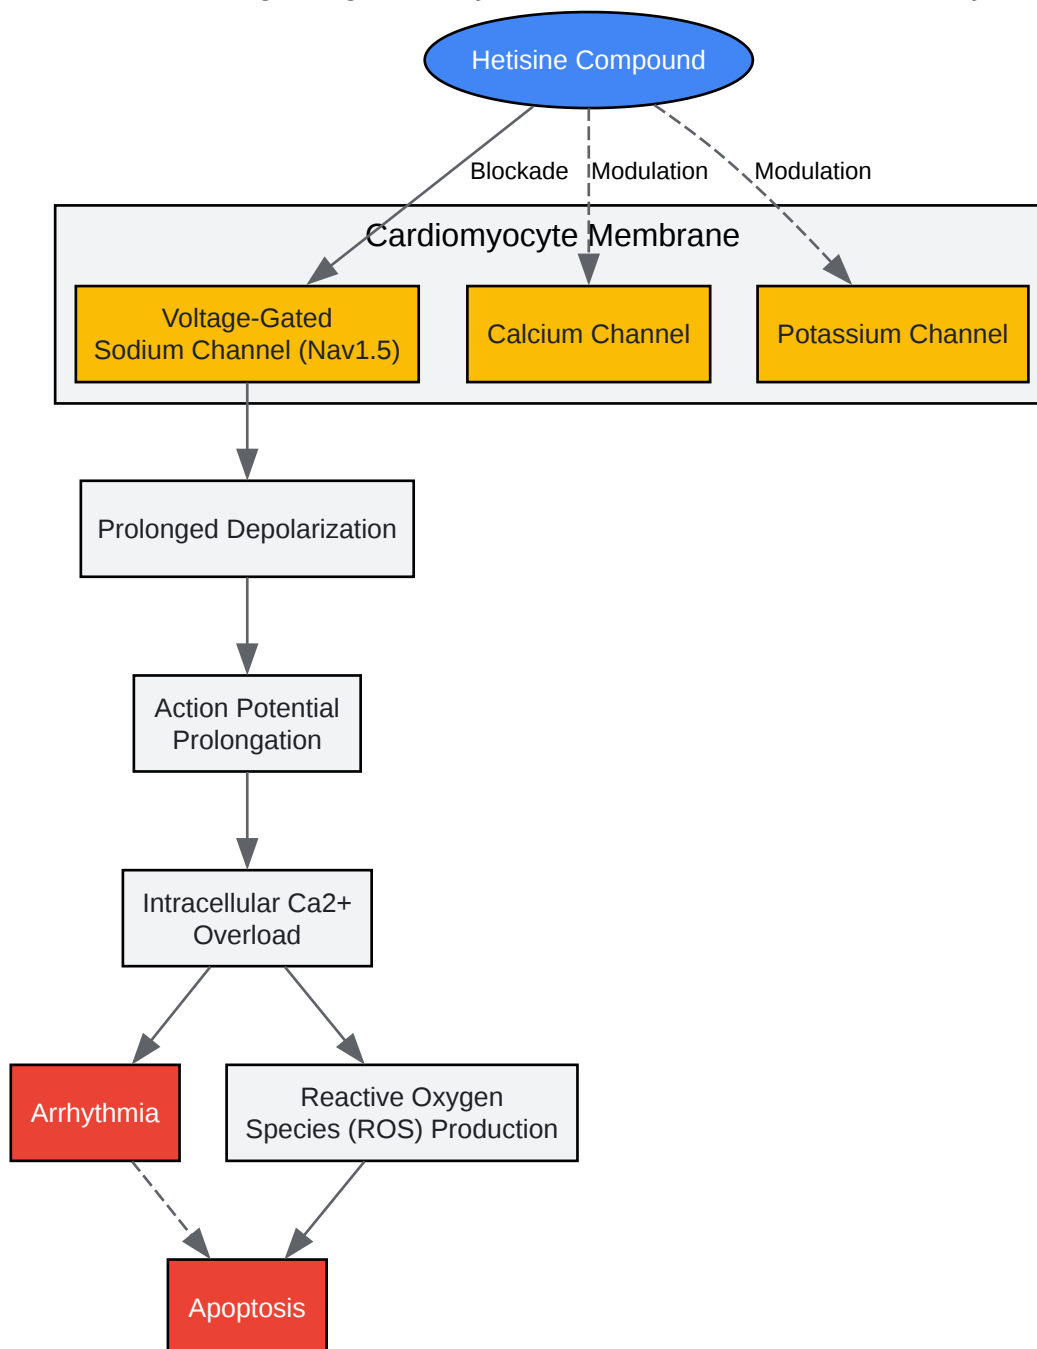 Hetisine Compound
Blockade
Modulation
Modulation
Cardiomyocyte Membrane
Voltage-Gated
Sodium Channel (Nav1.5)
Calcium Channel
Potassium Channel
Prolonged Depolarization
Action Potential
Prolongation
Intracellular Ca2+
Overload
Arrhythmia
Reactive Oxygen
Species (ROS) Production
Apoptosis